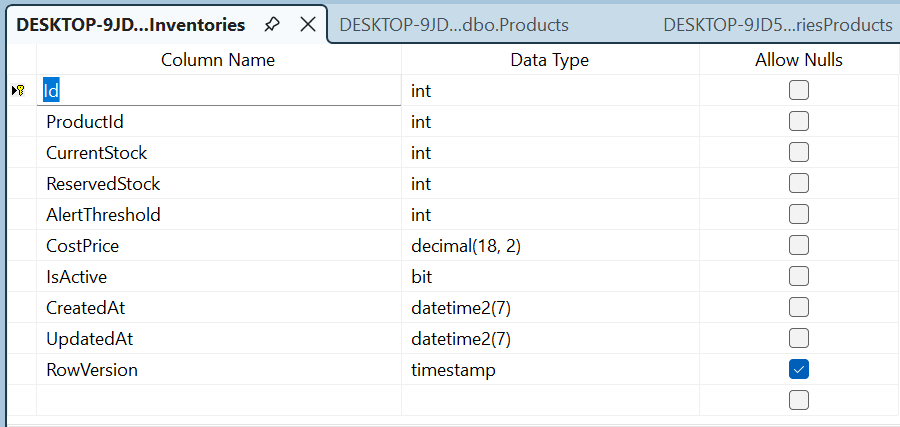 DESKTOP-9JD...Inventories DESKTOP-9JD...dbo.Products DESKTOP-9JD5...riesProducts
Column Name Data Type Allow Nulls
Id int
ProductId int
CurrentStock int
ReservedStock int
AlertThreshold int
CostPrice decimal(18, 2)
IsActive bit
CreatedAt datetime2(7)
UpdatedAt datetime2(7)
RowVersion timestamp